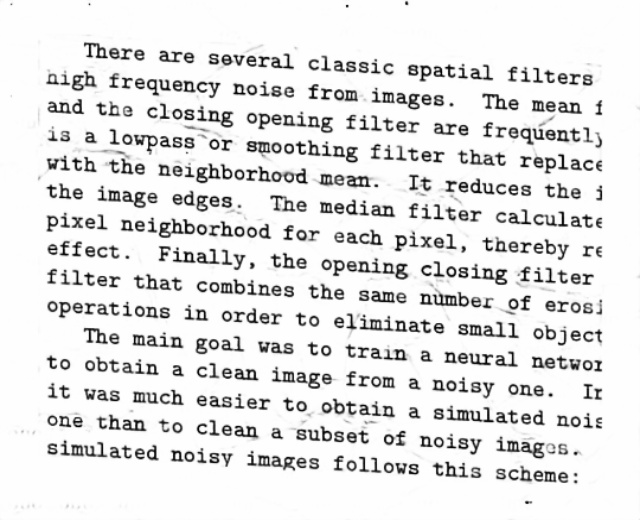 There are several classic spatial filters
high frequency noise from images. The mean f
and the closing opening filter are frequently
is a lowpass or smoothing filter that replace
with the neighborhood mean. It reduces the i
the image edges. The median filter calculate
pixel neighborhood for each pixel, thereby re
effect. Finally, the opening closing filter
filter that combines the same number of erosi
operations in order to eliminate small object
The main goal was to train a neural networ
to obtain a clean image from a noisy one. In
it was much easier to obtain a simulated nois
one than to clean a subset of noisy images.
simulated noisy images follows this scheme: